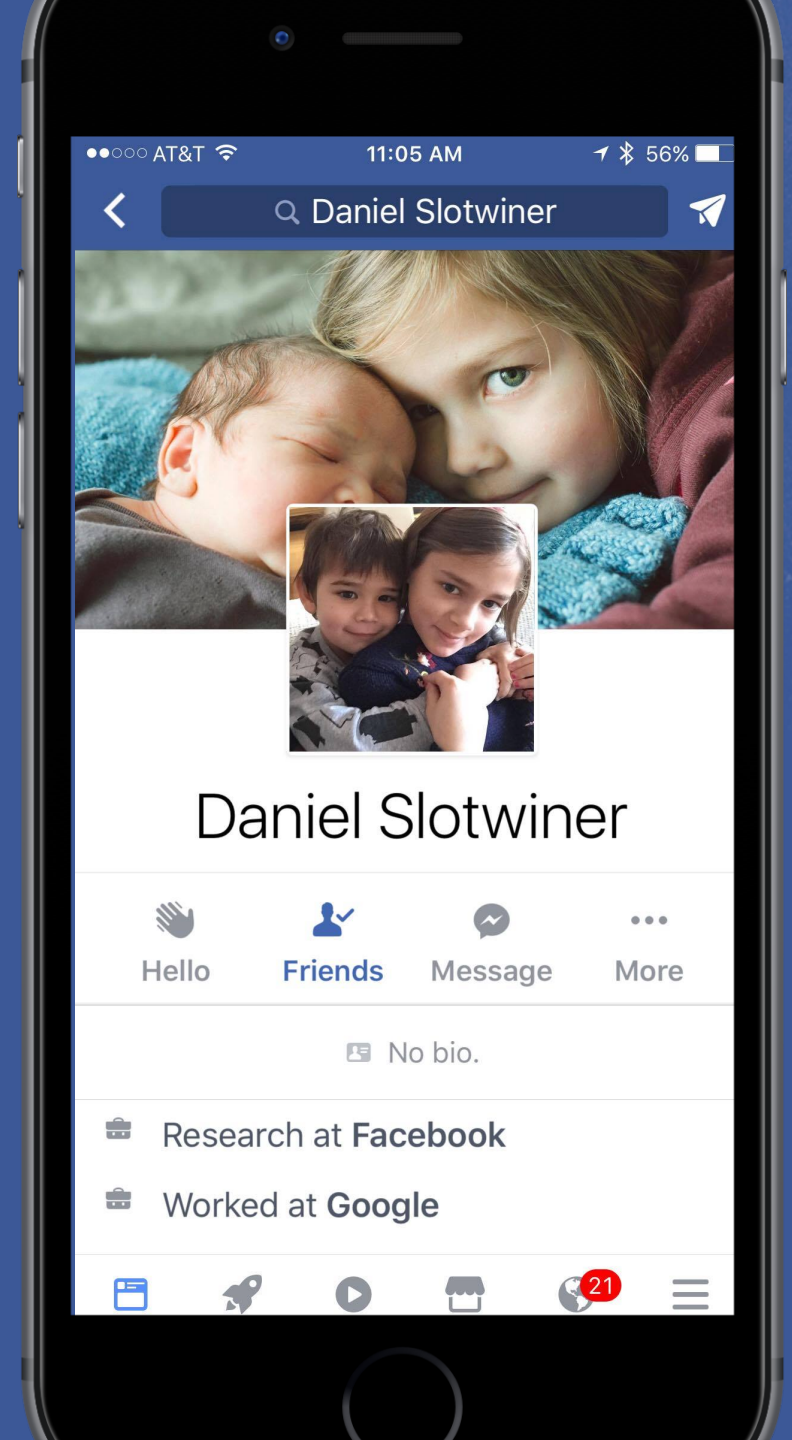 AT&T 11:05 AM 56%
Daniel Slotwiner
Daniel Slotwiner
Hello Friends Message More
No bio.
Research at Facebook
Worked at Google
21